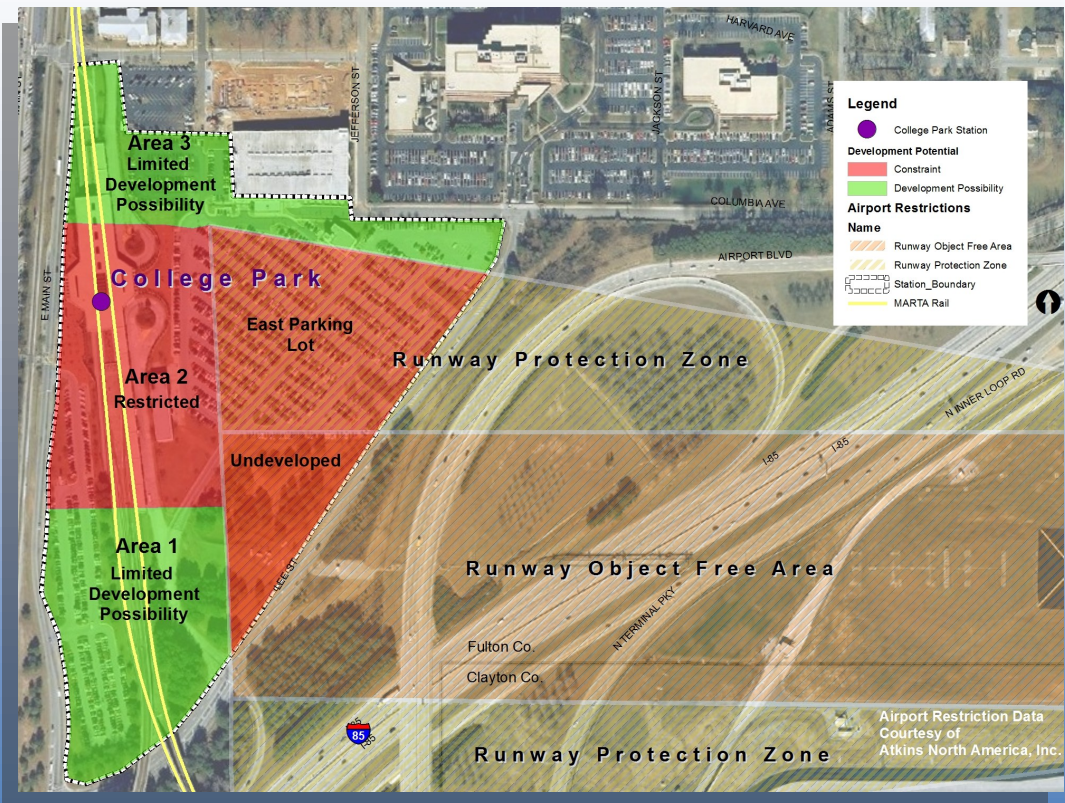 HARVARD AVE
JEFFERSON ST
JACKSON ST
ADAMS ST
Legend
College Park Station
Development Potential
Constraint
Development Possibility
Airport Restrictions
Name
Runway Object Free Area
Runway Protection Zone
Station_Boundary
MARTA Rail
Area 3
Limited
Development
Possibility
COLUMBIA AVE
AIRPORT BLVD
College Park
E MAIN ST
East Parking
Lot
Runway Protection Zone
Area 2
Restricted
N INNER LOOP RD
I-85
I-85
Undeveloped
Area 1
Limited
Development
Possibility
LEE ST
Runway Object Free Area
N TERMINAL PKY
Fulton Co.
Clayton Co.
85
I-85
Runway Protection Zone
Airport Restriction Data
Courtesy of
Atkins North America, Inc.